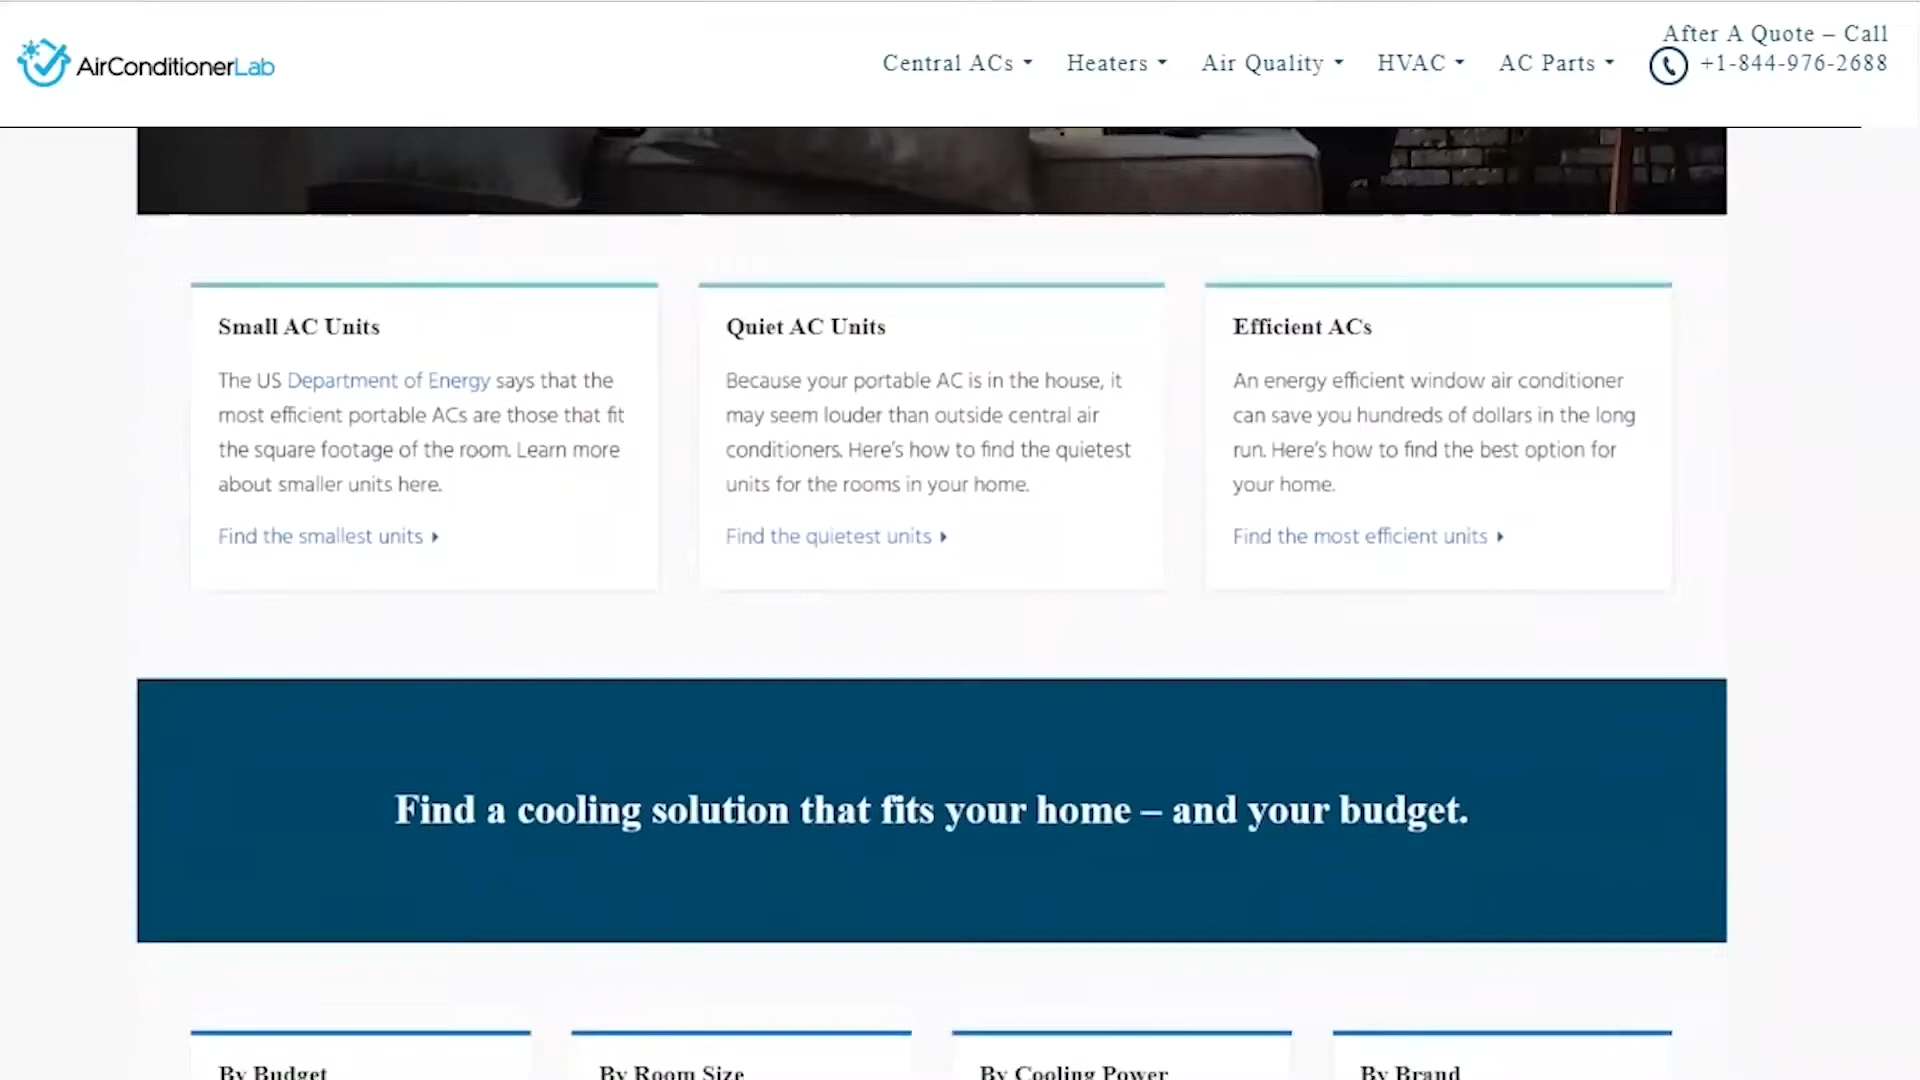 AirConditionerLab
Central ACs
Heaters
Air Quality
HVAC
AC Parts
After A Quote – Call
+1-844-976-2688
Small AC Units
The US Department of Energy says that the
most efficient portable ACs are those that fit
the square footage of the room. Learn more
about smaller units here.
Find the smallest units
Quiet AC Units
Because your portable AC is in the house, it
may seem louder than outside central air
conditioners. Here's how to find the quietest
units for the rooms in your home.
Find the quietest units
Efficient ACs
An energy efficient window air conditioner
can save you hundreds of dollars in the long
run. Here's how to find the best option for
your home.
Find the most efficient units
Find a cooling solution that fits your home – and your budget.
By Budget
By Room Size
By Cooling Power
By Brand